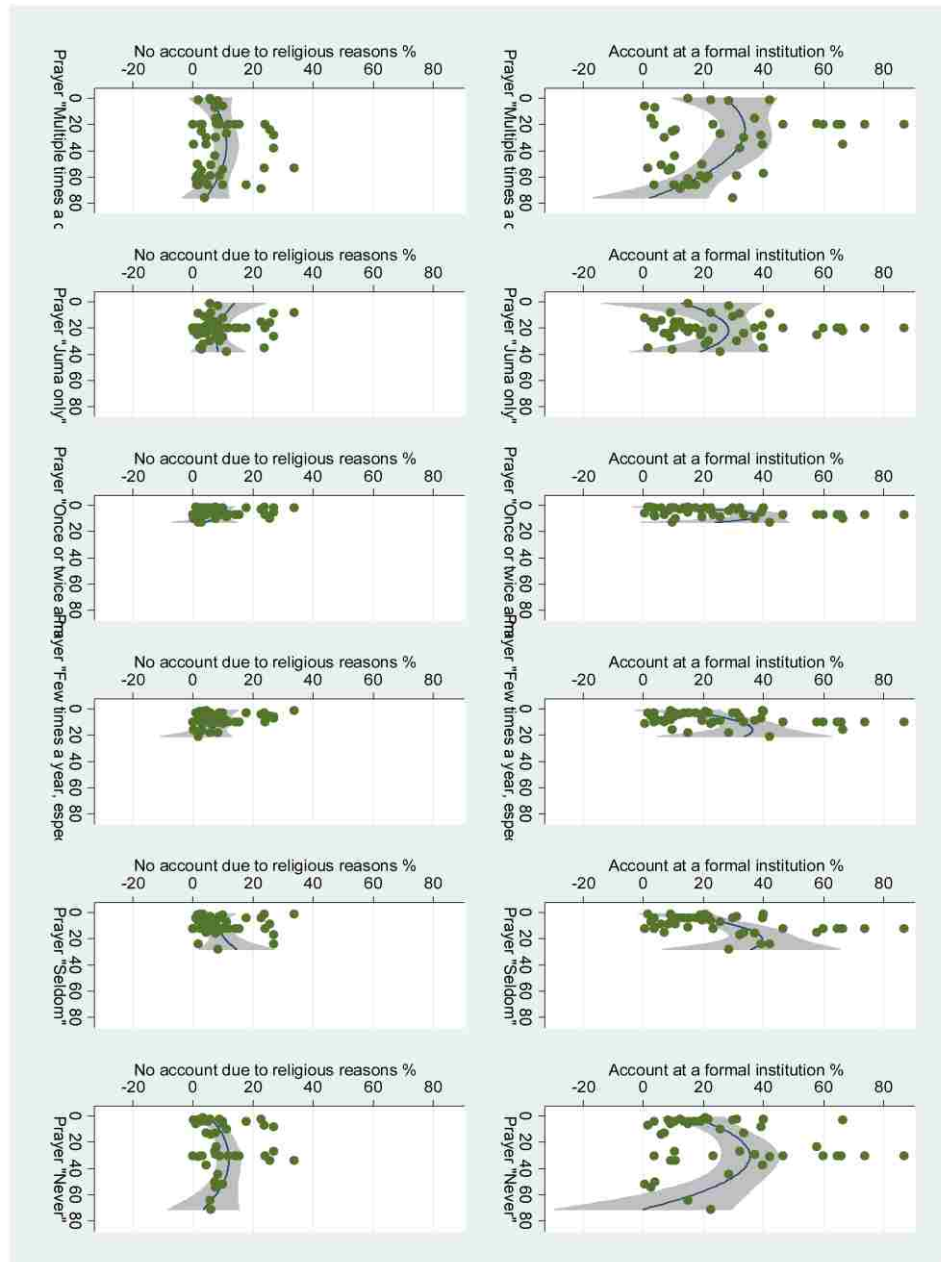 No account due to religious reasons %
-20 0 20 40 60 80
0 20 40 60 80
Prayer "Multiple times a
Account at a formal institution %
-20 0 20 40 60 80
0 20 40 60 80
Prayer "Multiple times a
No account due to religious reasons %
-20 0 20 40 60 80
0 20 40 60 80
Prayer "Juma only"
Account at a formal institution %
-20 0 20 40 60 80
0 20 40 60 80
Prayer "Juma only"
No account due to religious reasons %
-20 0 20 40 60 80
0 20 40 60 80
Prayer "Once or twice a
Account at a formal institution %
-20 0 20 40 60 80
0 20 40 60 80
Prayer "Once or twice a
No account due to religious reasons %
-20 0 20 40 60 80
0 20 40 60 80
Prayer "Few times a year,
Account at a formal institution %
-20 0 20 40 60 80
0 20 40 60 80
Prayer "Few times a year,
No account due to religious reasons %
-20 0 20 40 60 80
0 20 40 60 80
Prayer "Seldom"
Account at a formal institution %
-20 0 20 40 60 80
0 20 40 60 80
Prayer "Seldom"
No account due to religious reasons %
-20 0 20 40 60 80
0 20 40 60 80
Prayer "Never"
Account at a formal institution %
-20 0 20 40 60 80
0 20 40 60 80
Prayer "Never"